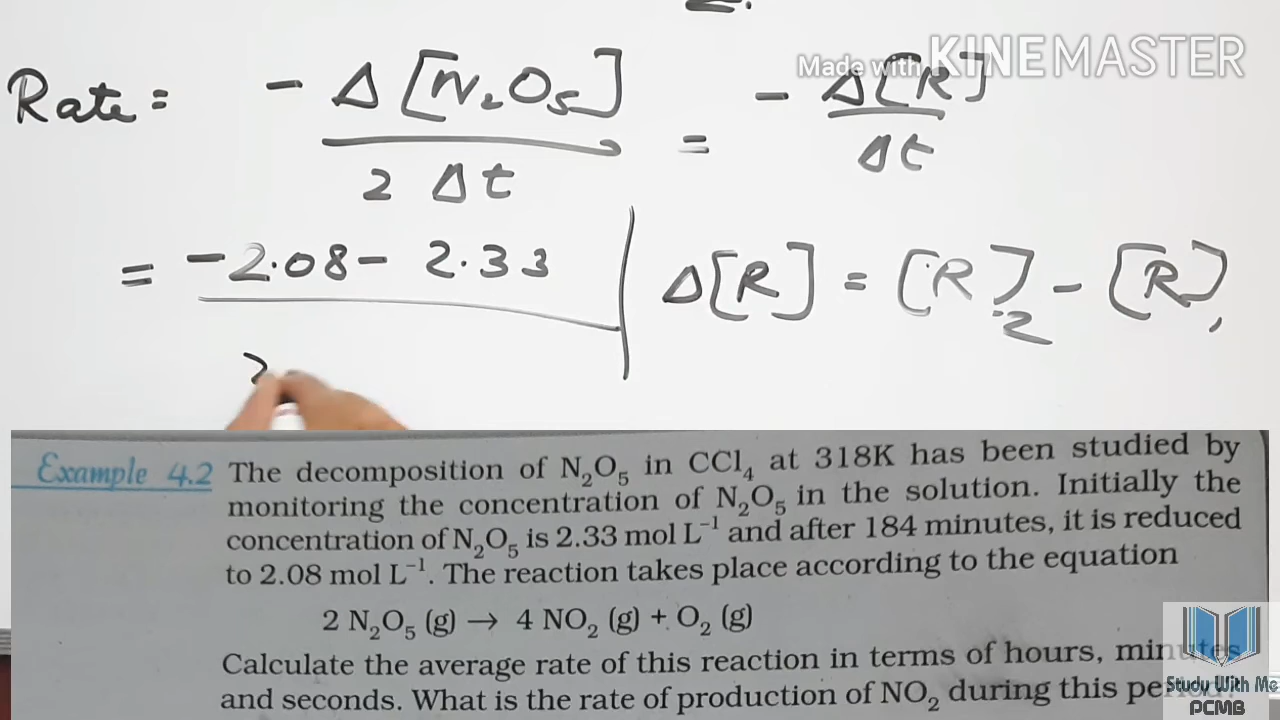 2.
Made with KINEMASTER
Rate = - Δ[N₂O₅] / 2 Δt = - Δ[R] / Δt
= -2.08 - 2.33 / 2 | Δ[R] = [R]₂ - [R]₁
Example 4.2 The decomposition of N₂O₅ in CCl₄ at 318K has been studied by
monitoring the concentration of N₂O₅ in the solution. Initially the
concentration of N₂O₅ is 2.33 mol L⁻¹ and after 184 minutes, it is reduced
to 2.08 mol L⁻¹. The reaction takes place according to the equation
2 N₂O₅ (g) → 4 NO₂ (g) + O₂ (g)
Calculate the average rate of this reaction in terms of hours, minutes
and seconds. What is the rate of production of NO₂ during this period?
Study With Me
PCMB